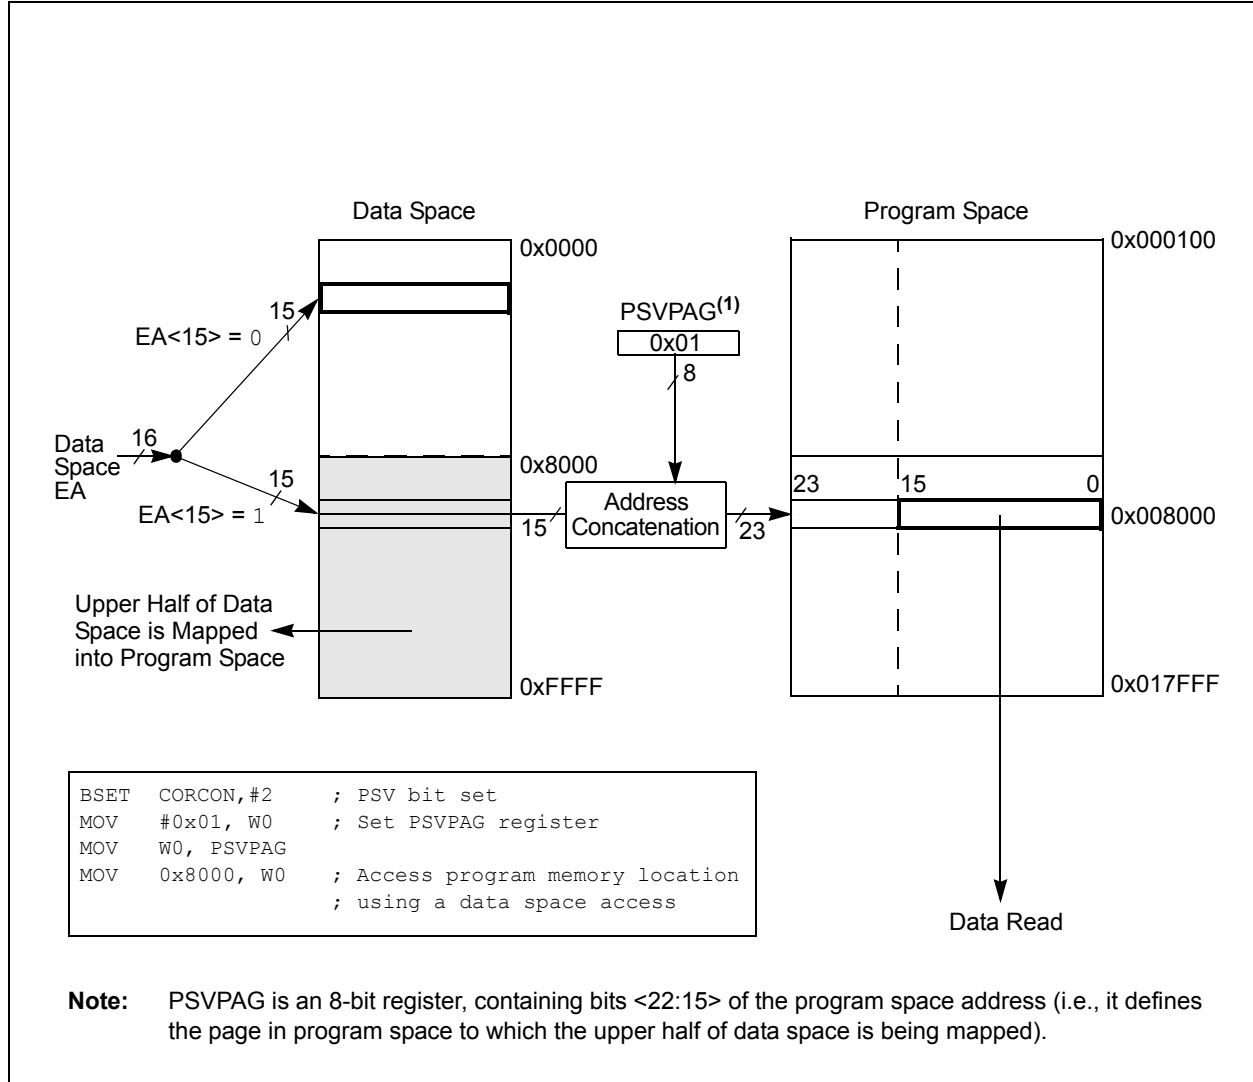 Data Space
Program Space
0x0000
0x000100
15
EA<15> = 0
PSVPAG(1)
0x01
8
16
Data
Space
EA
0x8000
15
EA<15> = 1
15
Address
Concatenation
23
23
15
0
0x008000
Upper Half of Data
Space is Mapped
into Program Space
0xFFFF
0x017FFF
BSET CORCON,#2 ; PSV bit set
MOV #0x01, W0 ; Set PSVPAG register
MOV W0, PSVPAG
MOV 0x8000, W0 ; Access program memory location
; using a data space access
Data Read
Note: PSVPAG is an 8-bit register, containing bits <22:15> of the program space address (i.e., it defines
the page in program space to which the upper half of data space is being mapped).